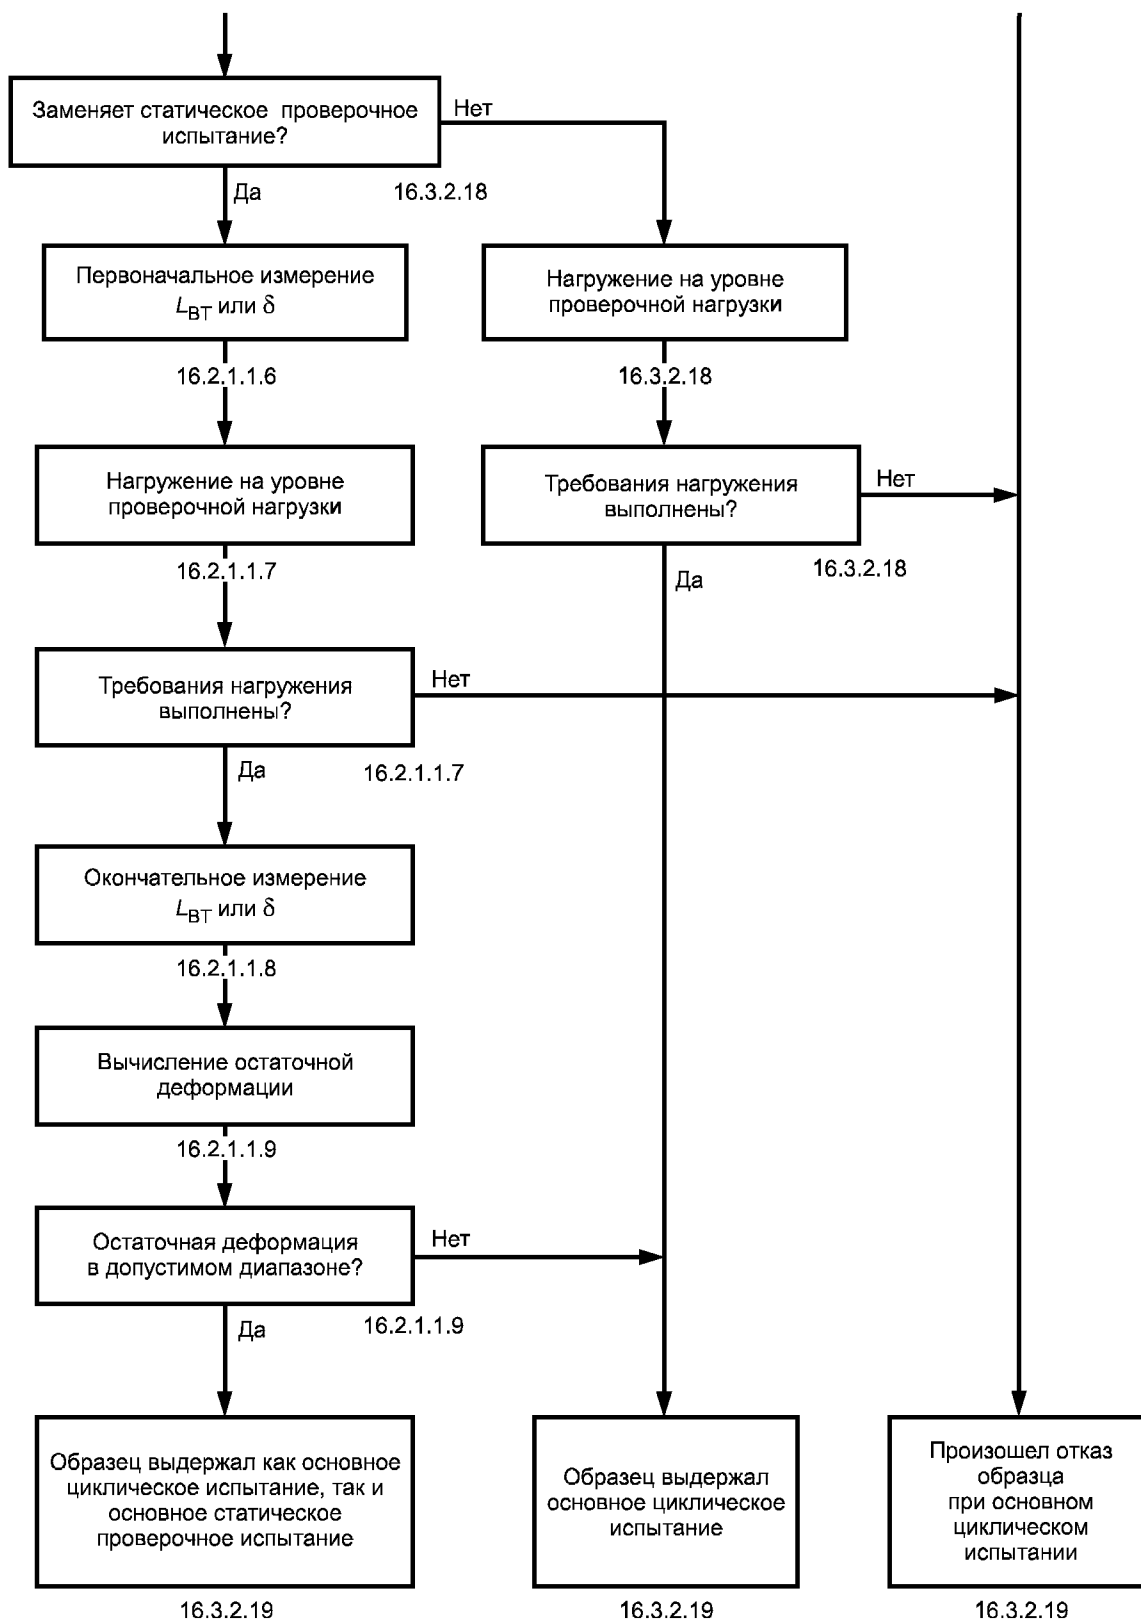 Заменяет статическое проверочное
испытание?
Нет
Да
16.3.2.18
Первоначальное измерение
LВТ или δ
Нагружение на уровне
проверочной нагрузки
16.2.1.1.6
16.3.2.18
Нагружение на уровне
проверочной нагрузки
Требования нагружения
выполнены?
Нет
16.2.1.1.7
16.3.2.18
Да
Требования нагружения
выполнены?
Нет
Да
16.2.1.1.7
Окончательное измерение
LВТ или δ
16.2.1.1.8
Вычисление остаточной
деформации
16.2.1.1.9
Остаточная деформация
в допустимом диапазоне?
Нет
Да
16.2.1.1.9
Образец выдержал как основное
циклическое испытание, так и
основное статическое
проверочное испытание
Образец выдержал
основное циклическое
испытание
Произошел отказ
образца
при основном
циклическом
испытании
16.3.2.19
16.3.2.19
16.3.2.19